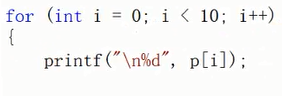 for (int i = 0; i < 10; i++)
{
    printf("\n%d", p[i]);